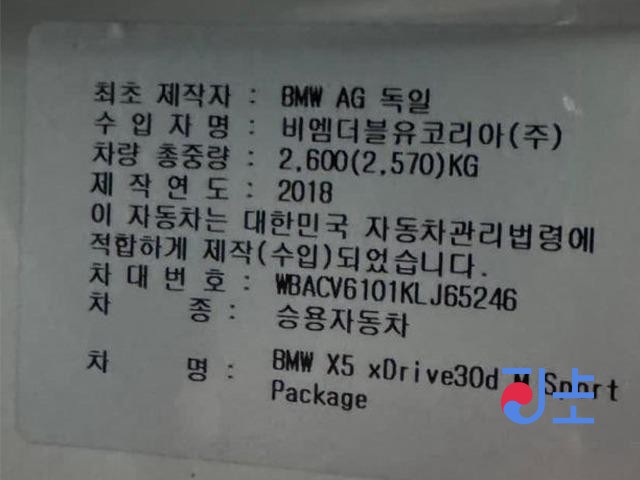 최초 제작자 : BMW AG 독일
수 입 자 명 : 비엠더블유코리아(주)
차량 총중량 : 2,600(2,570)KG
제 작 연 도 : 2018
이 자동차는 대한민국 자동차관리법령에
적합하게 제작(수입)되었습니다.
차 대 번 호 : WBACV6101KLJ65246
차 종 : 승용자동차
차 명 : BMW X5 xDrive30d M Sport
Package